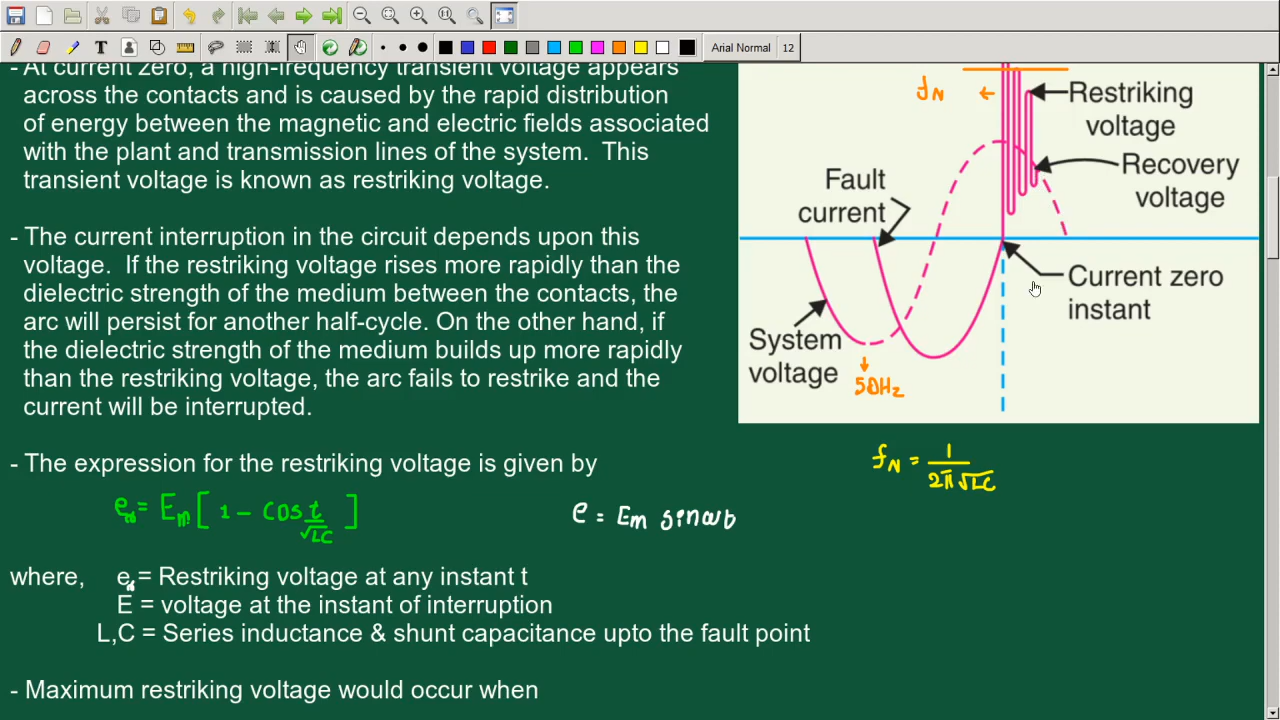 Arial Normal 12
- At current zero, a high-frequency transient voltage appears
across the contacts and is caused by the rapid distribution
of energy between the magnetic and electric fields associated
with the plant and transmission lines of the system. This
transient voltage is known as restriking voltage.
- The current interruption in the circuit depends upon this
voltage. If the restriking voltage rises more rapidly than the
dielectric strength of the medium between the contacts, the
arc will persist for another half-cycle. On the other hand, if
the dielectric strength of the medium builds up more rapidly
than the restriking voltage, the arc fails to restrike and the
current will be interrupted.
- The expression for the restriking voltage is given by
= Em [ 1 - cos t/√LC ]
e = Em sinωt
where, e = Restriking voltage at any instant t
E = voltage at the instant of interruption
L,C = Series inductance & shunt capacitance upto the fault point
- Maximum restriking voltage would occur when
fN ←
Restriking
voltage
Recovery
voltage
Fault
current
Current zero
instant
System
voltage
↓
50Hz
fN = 1/2π√LC